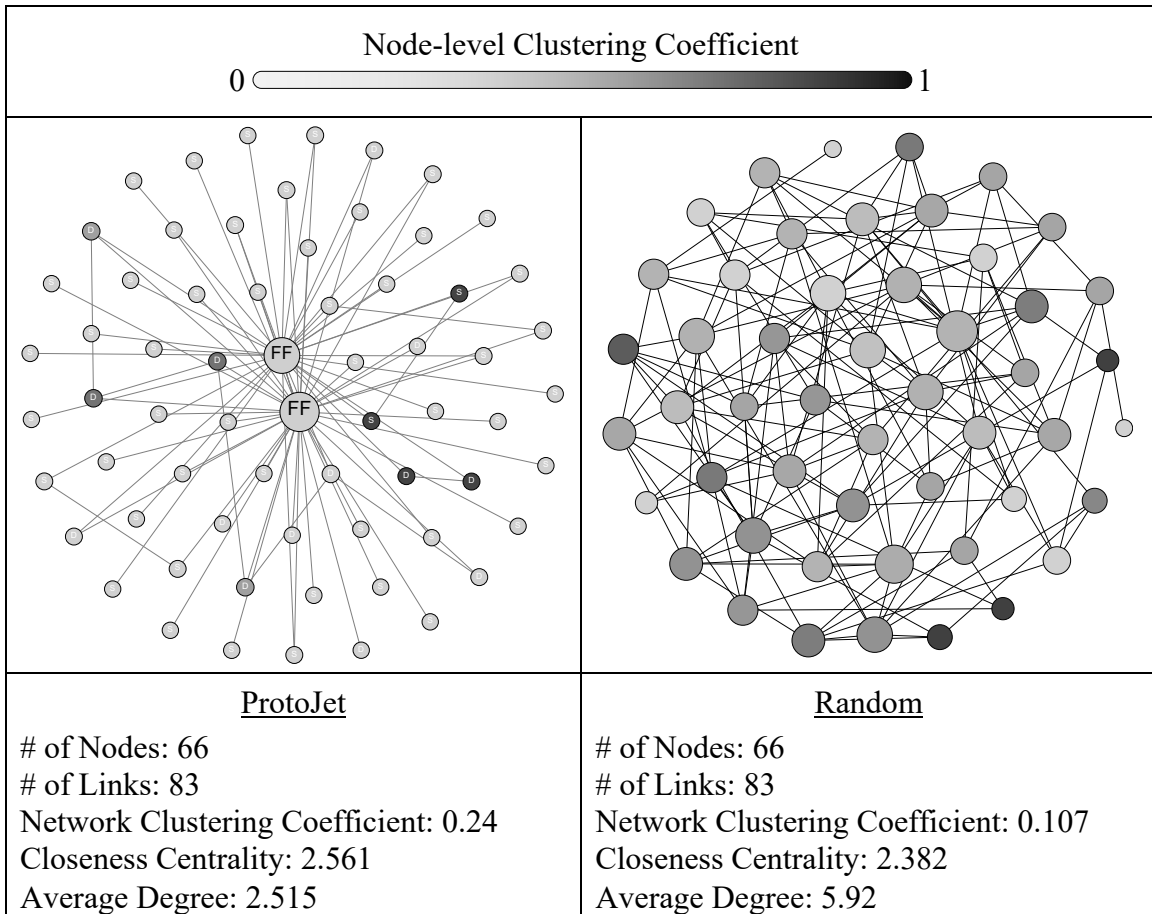 Node-level Clustering Coefficient
0 1
FF
FF
ProtoJet
# of Nodes: 66
# of Links: 83
Network Clustering Coefficient: 0.24
Closeness Centrality: 2.561
Average Degree: 2.515
Random
# of Nodes: 66
# of Links: 83
Network Clustering Coefficient: 0.107
Closeness Centrality: 2.382
Average Degree: 5.92